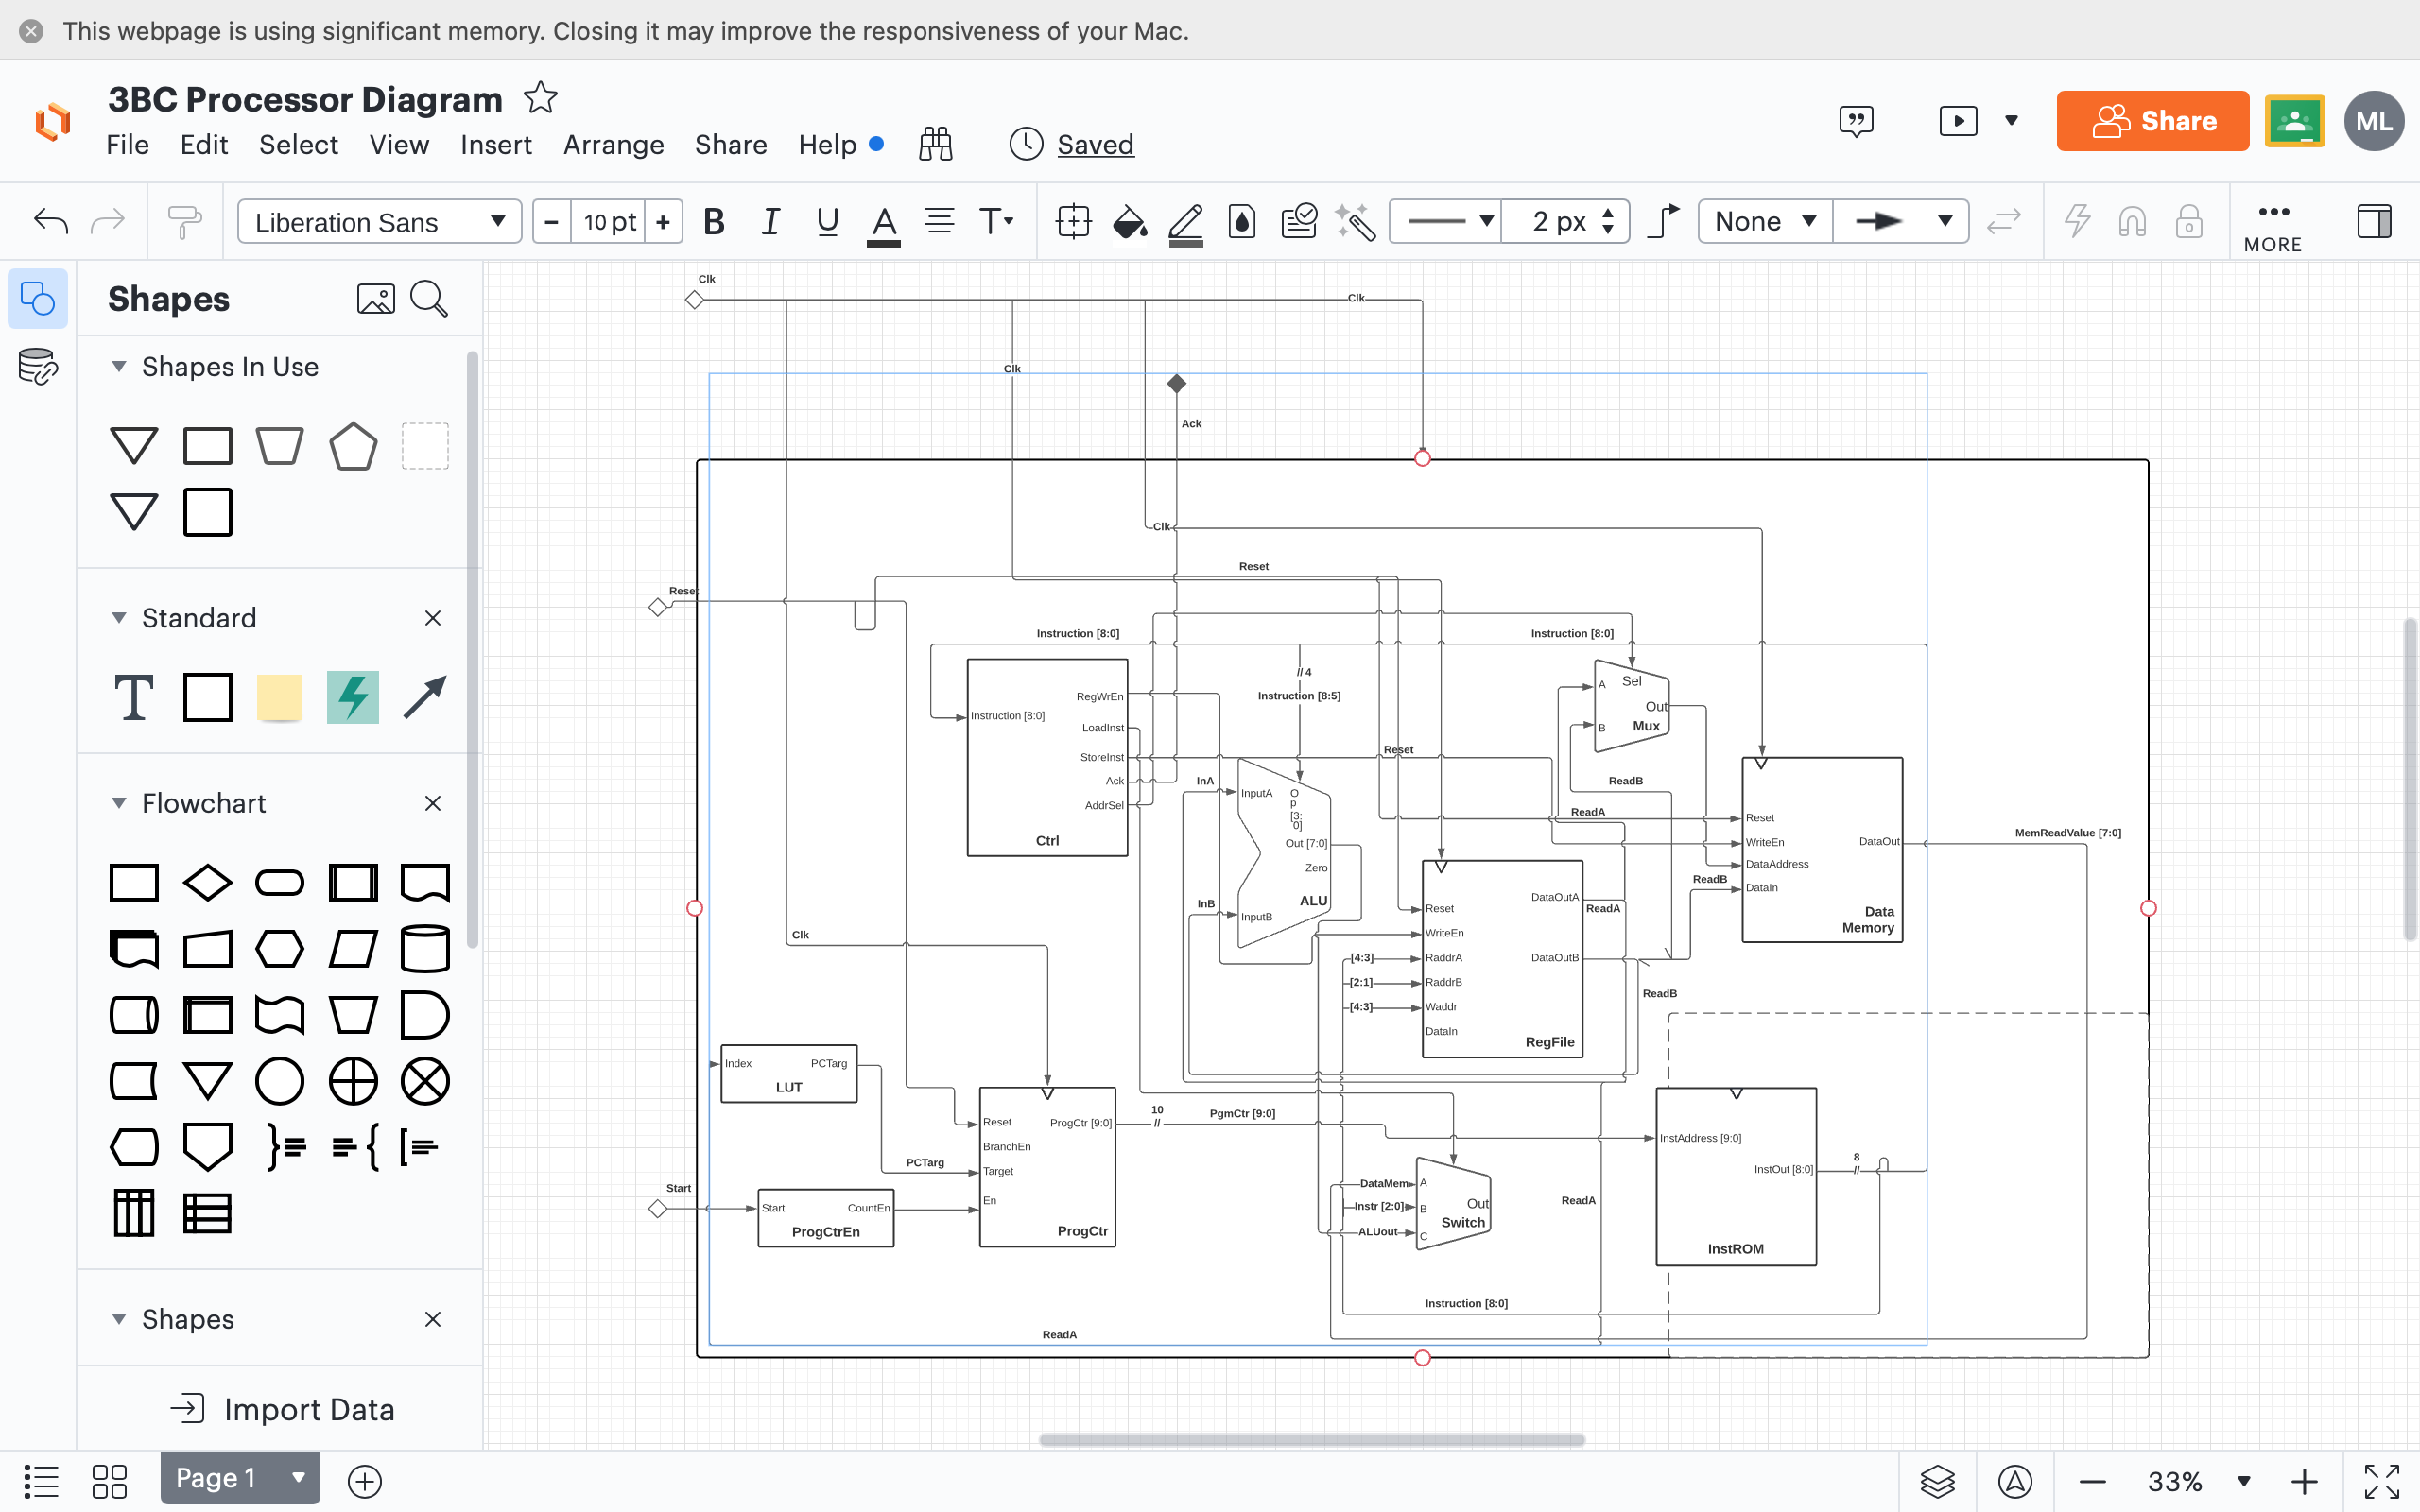 This webpage is using significant memory. Closing it may improve the responsiveness of your Mac.
3BC Processor Diagram
File Edit Select View Insert Arrange Share Help Saved
Share
ML
Liberation Sans
− 10 pt +
B I U A T
2 px
None
MORE
Shapes
Shapes In Use
Standard
T
Flowchart
Shapes
Import Data
Clk
Clk
Clk
Ack
Clk
Reset
Reset
Instruction [8:0]
Instruction [8:0]
// 4
Instruction [8:5]
Instruction [8:0]
RegWrEn
LoadInst
StoreInst
Ack
AddrSel
Ctrl
Sel
A
Out
B
Mux
Reset
ReadB
InA
InputA
O
p
[3:
0]
Out [7:0]
Zero
ALU
InB
InputB
ReadA
Reset
WriteEn
DataAddress
DataIn
DataOut
Data
Memory
MemReadValue [7:0]
ReadB
Reset
WriteEn
RaddrA
RaddrB
Waddr
DataIn
DataOutA
DataOutB
RegFile
ReadA
[4:3]
[2:1]
[4:3]
ReadB
Clk
Index
PCTarg
LUT
Reset
BranchEn
Target
En
ProgCtr [9:0]
ProgCtr
10
//
PgmCtr [9:0]
PCTarg
Start
Start
CountEn
ProgCtrEn
InstAddress [9:0]
InstOut [8:0]
InstROM
8
//
DataMem
A
Instr [2:0]
B
ALUout
C
Out
Switch
ReadA
Instruction [8:0]
ReadA
Page 1
33%